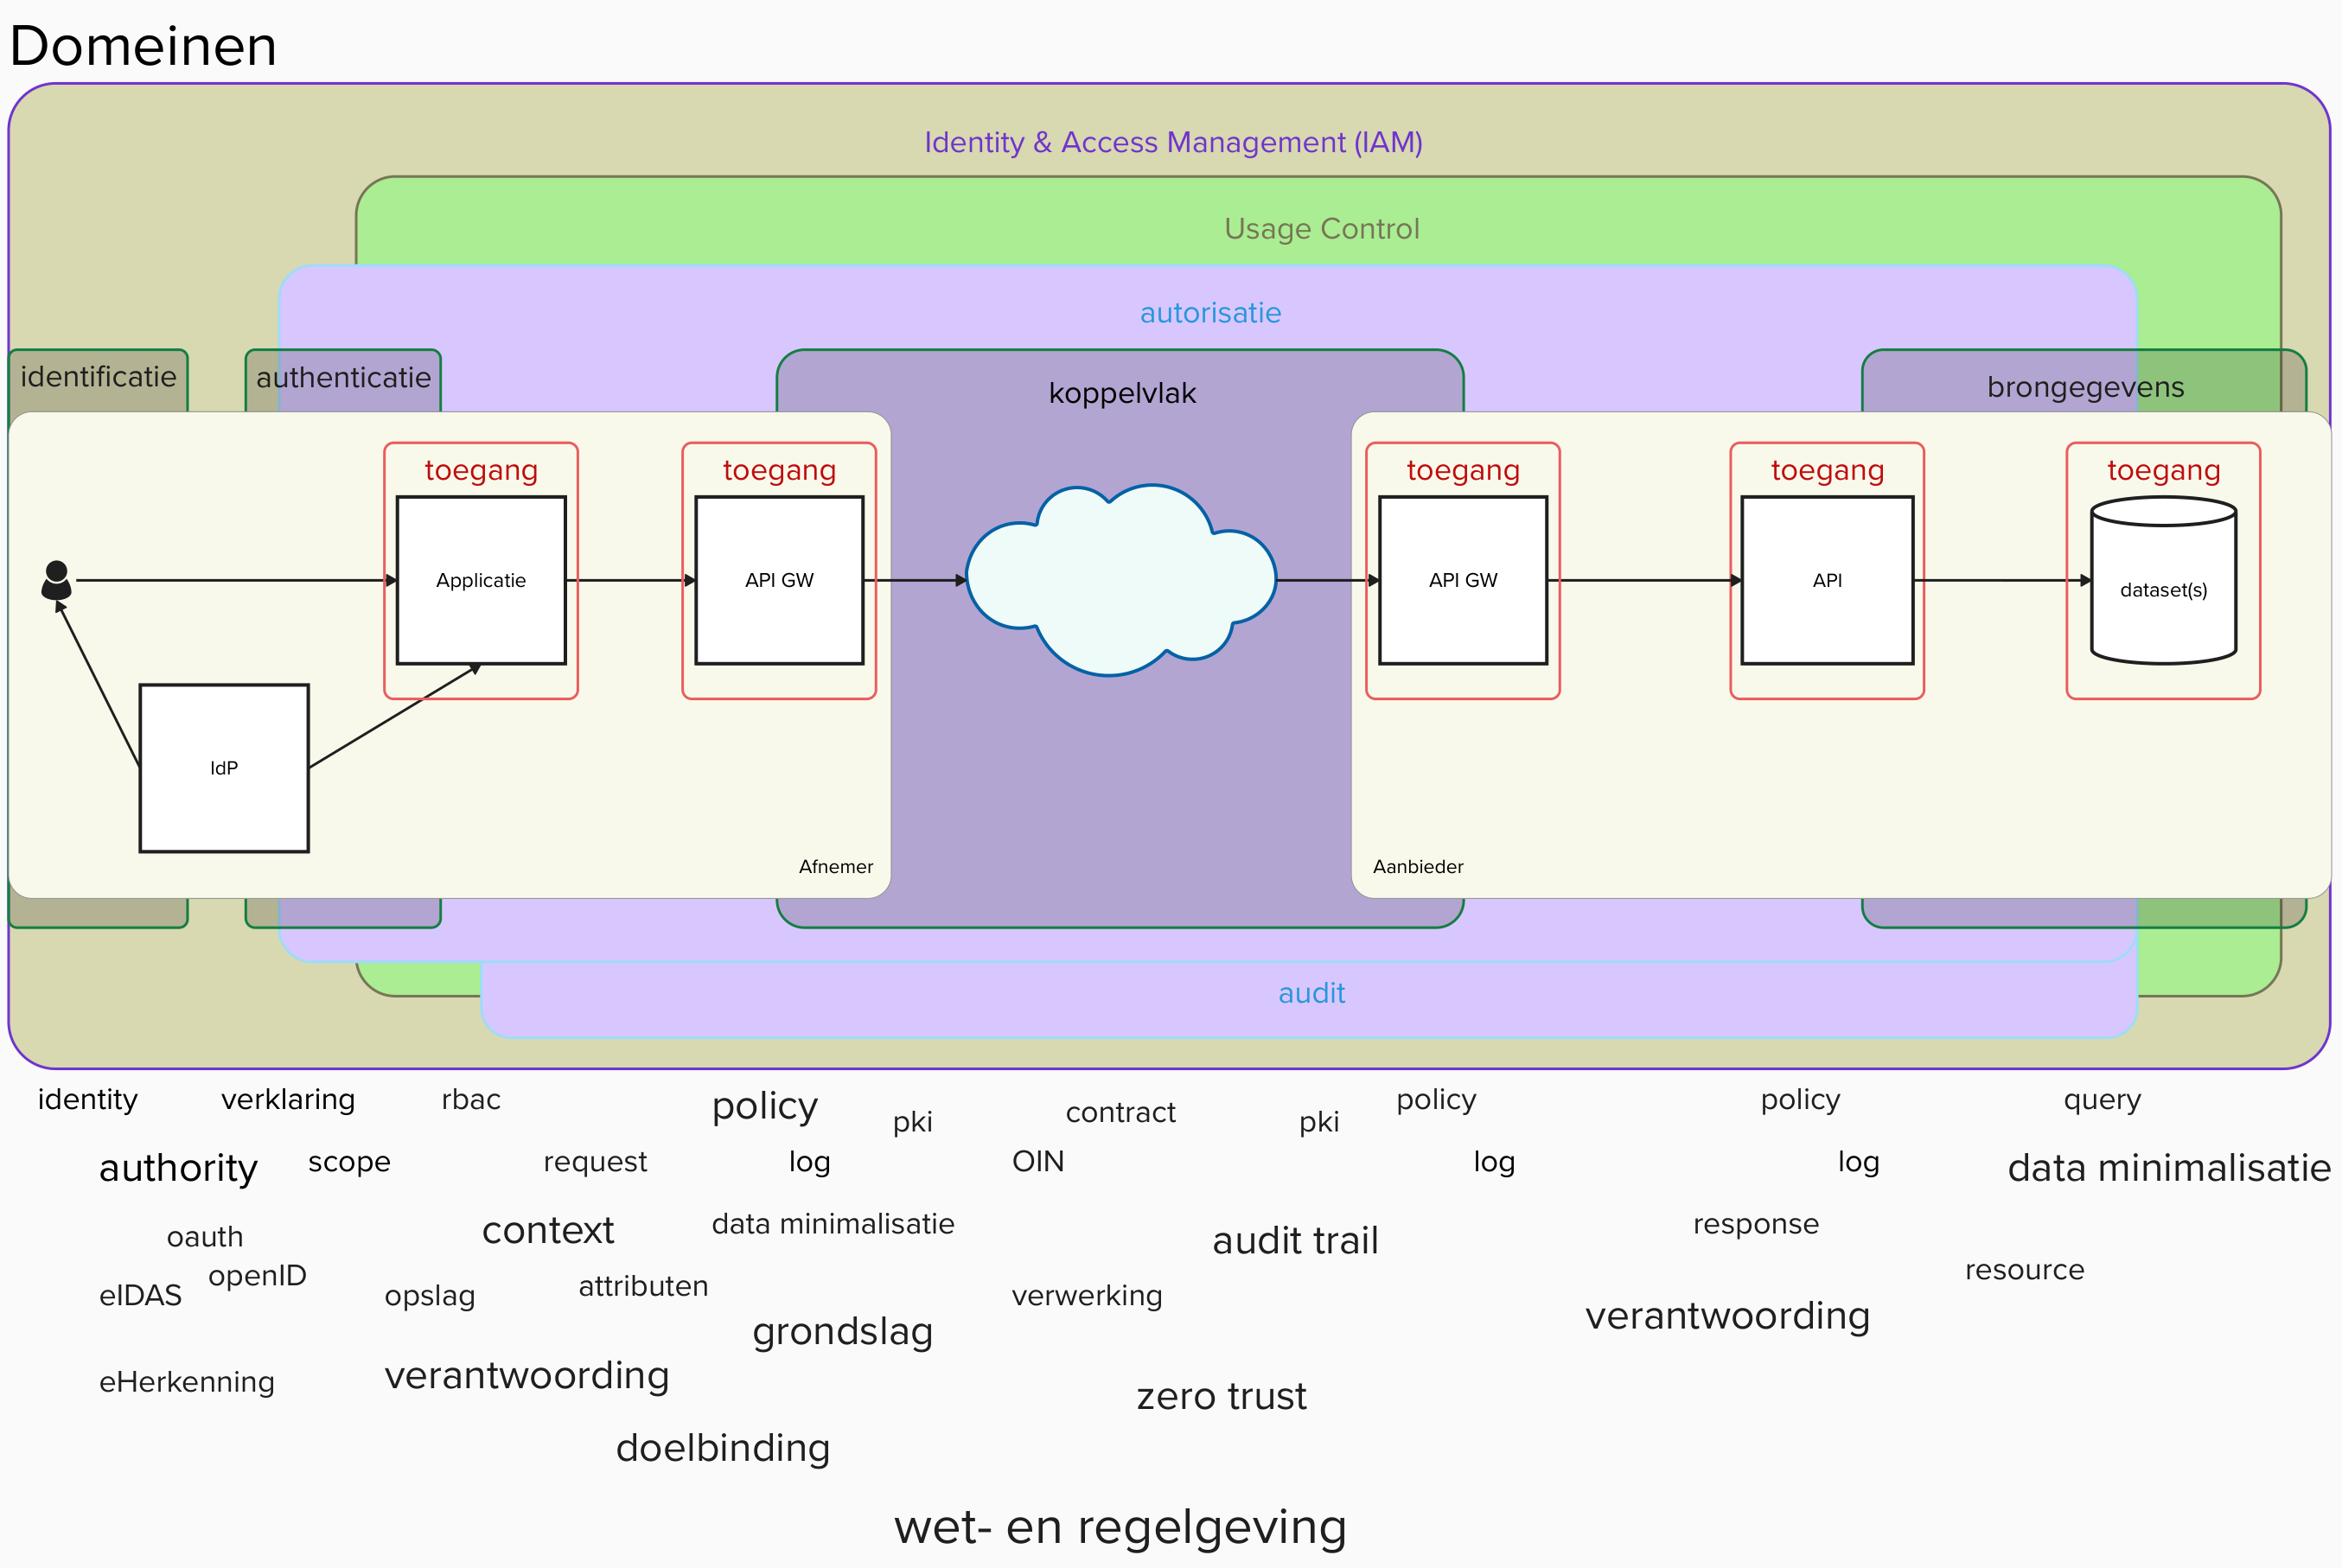 Domeinen
Identity & Access Management (IAM)
Usage Control
autorisatie
identificatie
authenticatie
koppelvlak
brongegevens
toegang
toegang
toegang
toegang
toegang
Applicatie
API GW
API GW
API
dataset(s)
IdP
Afnemer
Aanbieder
audit
identity
verklaring
rbac
policy
pki
contract
pki
policy
policy
query
authority
scope
request
log
OIN
log
log
data minimalisatie
oauth
context
data minimalisatie
audit trail
response
openID
eIDAS
opslag
attributen
verwerking
resource
grondslag
verantwoording
eHerkenning
verantwoording
zero trust
doelbinding
wet- en regelgeving